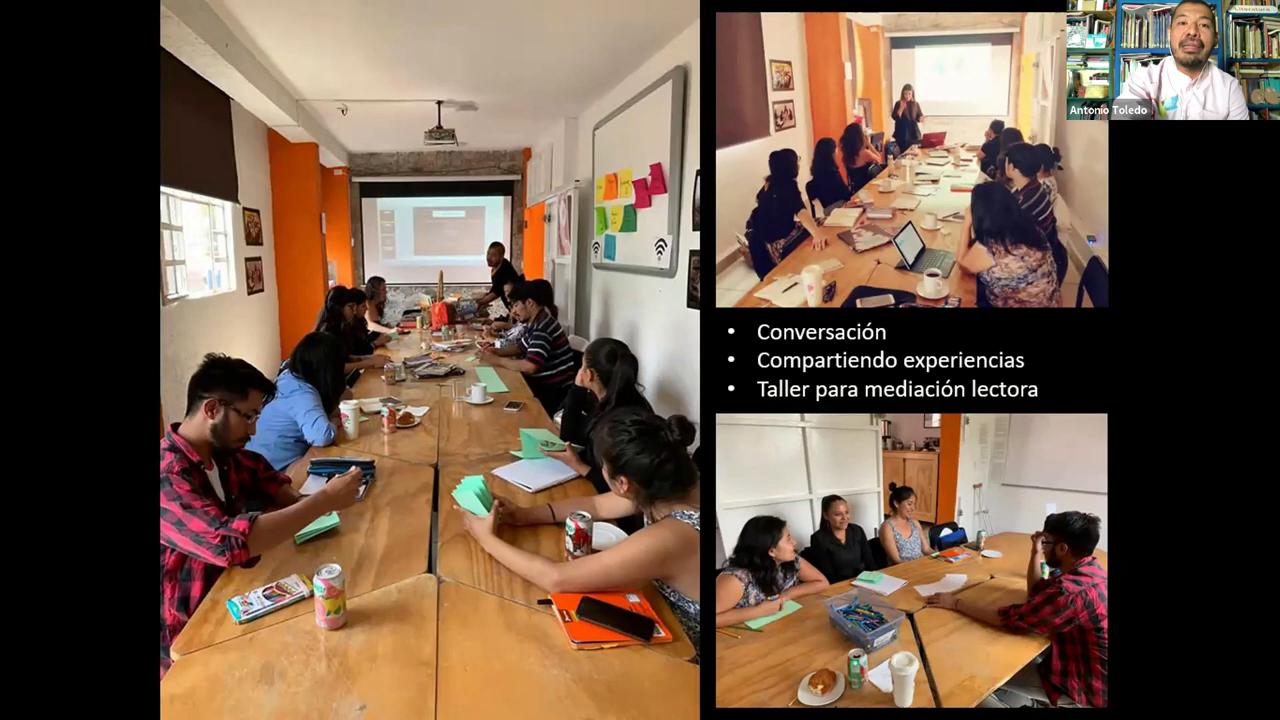 Antonio Toledo
• Conversación
• Compartiendo experiencias
• Taller para mediación lectora